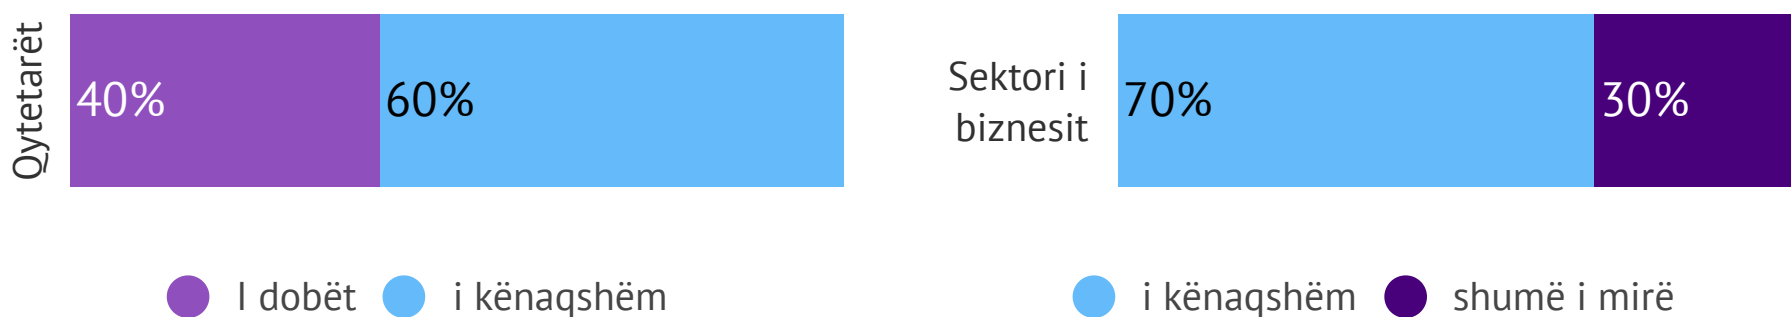 Qytetarët
40%
60%
I dobët
i kënaqshëm
Sektori i
biznesit
70%
30%
i kënaqshëm
shumë i mirë